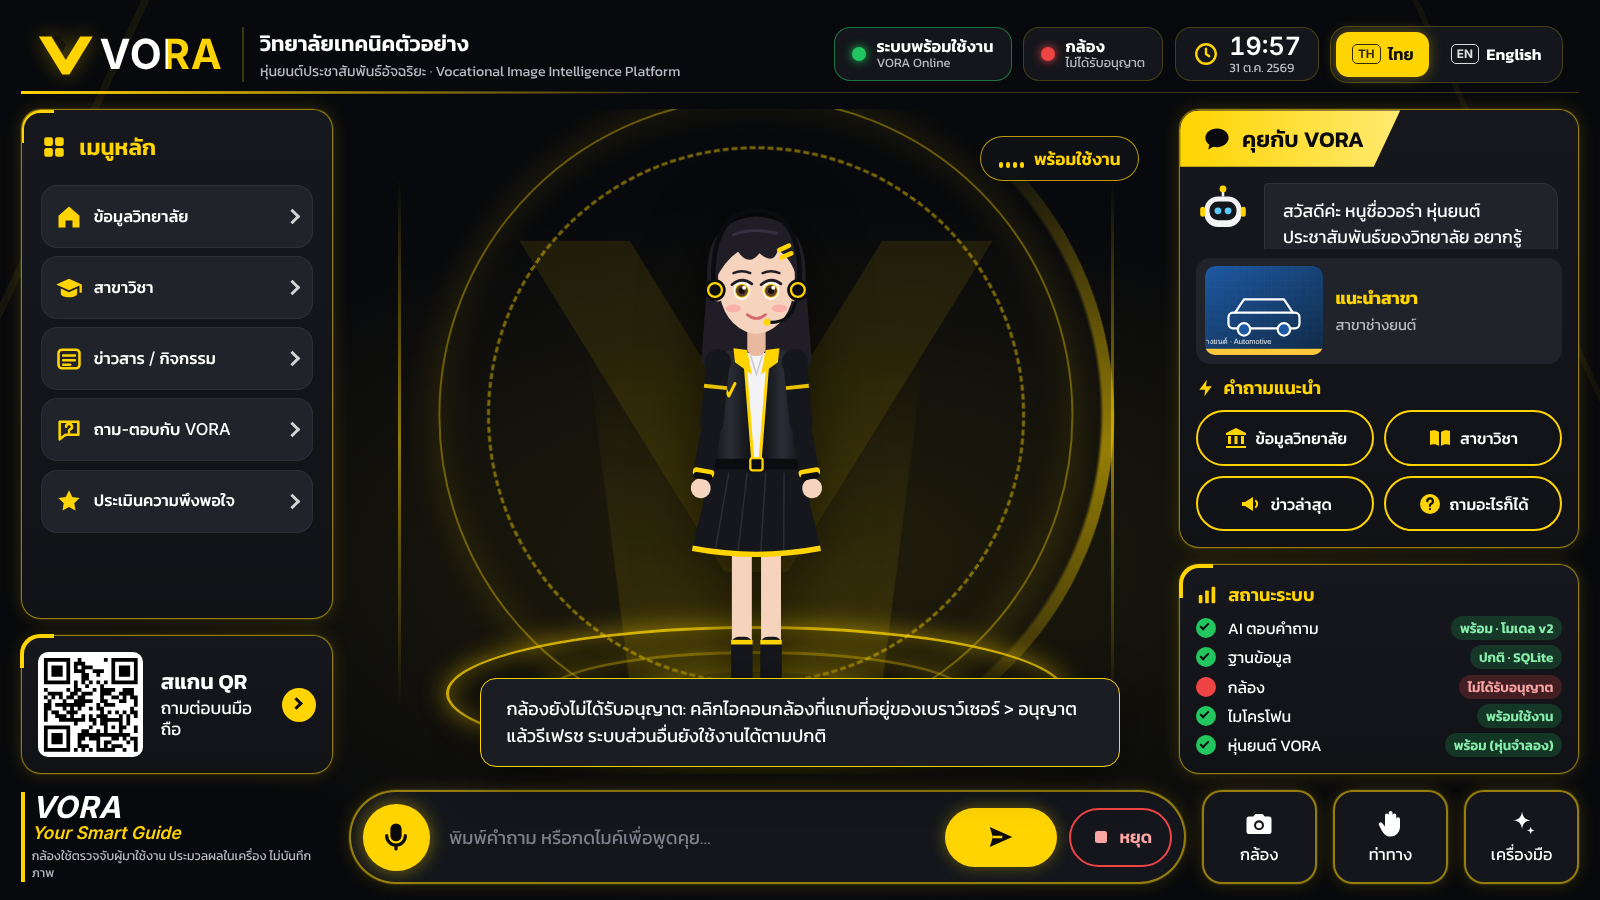 VORA
วิทยาลัยเทคนิคตัวอย่าง
หุ่นยนต์ประชาสัมพันธ์อัจฉริยะ · Vocational Image Intelligence Platform
ระบบพร้อมใช้งาน
VORA Online
กล้อง
ไม่ได้รับอนุญาต
19:57
31 ต.ค. 2569
TH ไทย
EN English
เมนูหลัก
ข้อมูลวิทยาลัย
สาขาวิชา
ข่าวสาร / กิจกรรม
ถาม-ตอบกับ VORA
ประเมินความพึงพอใจ
สแกน QR
ถามต่อบนมือ
ถือ
VORA
Your Smart Guide
กล้องใช้ตรวจจับผู้มาใช้งาน ประมวลผลในเครื่อง ไม่บันทึก
ภาพ
พร้อมใช้งาน
กล้องยังไม่ได้รับอนุญาต: คลิกไอคอนกล้องที่แถบที่อยู่ของเบราว์เซอร์ > อนุญาต
แล้วรีเฟรช ระบบส่วนอื่นยังใช้งานได้ตามปกติ
พิมพ์คำถาม หรือกดไมค์เพื่อพูดคุย...
หยุด
คุยกับ VORA
สวัสดีค่ะ หนูชื่อวอร่า หุ่นยนต์
ประชาสัมพันธ์ของวิทยาลัย อยากรู้
างยนต์ · Automotive
แนะนำสาขา
สาขาช่างยนต์
คำถามแนะนำ
ข้อมูลวิทยาลัย
สาขาวิชา
ข่าวล่าสุด
ถามอะไรก็ได้
สถานะระบบ
AI ตอบคำถาม
พร้อม · โมเดล v2
ฐานข้อมูล
ปกติ · SQLite
กล้อง
ไม่ได้รับอนุญาต
ไมโครโฟน
พร้อมใช้งาน
หุ่นยนต์ VORA
พร้อม (หุ่นจำลอง)
กล้อง
ท่าทาง
เครื่องมือ